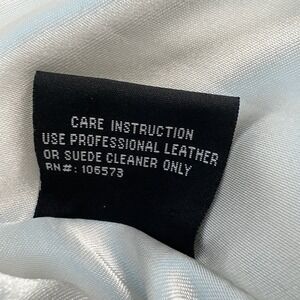 CARE INSTRUCTION
USE PROFESSIONAL LEATHER
OR SUEDE CLEANER ONLY
RN#: 106573